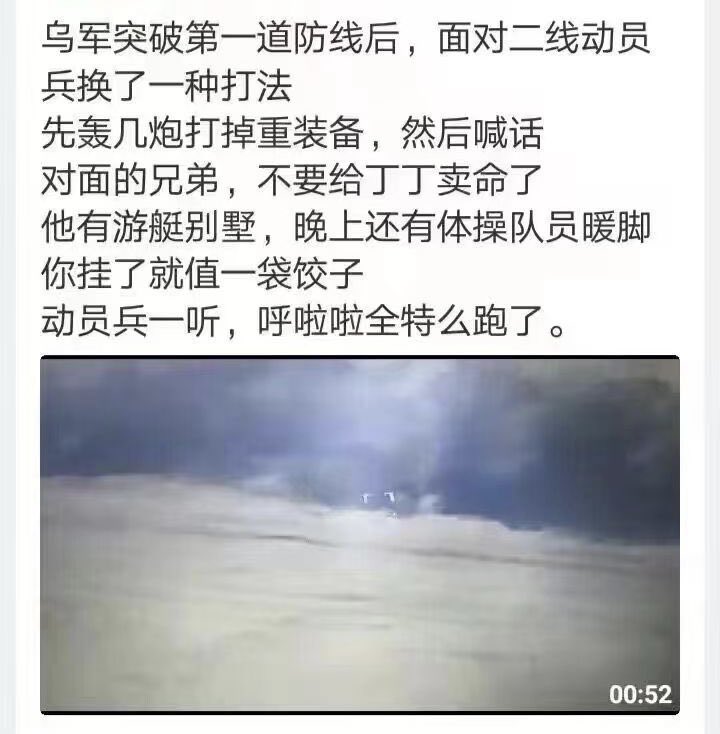 乌军突破第一道防线后，面对二线动员
兵换了一种打法
先轰几炮打掉重装备，然后喊话
对面的兄弟，不要给丁丁卖命了
他有游艇别墅，晚上还有体操队员暖脚
你挂了就值一袋饺子
动员兵一听，呼啦啦全特么跑了。
00:52